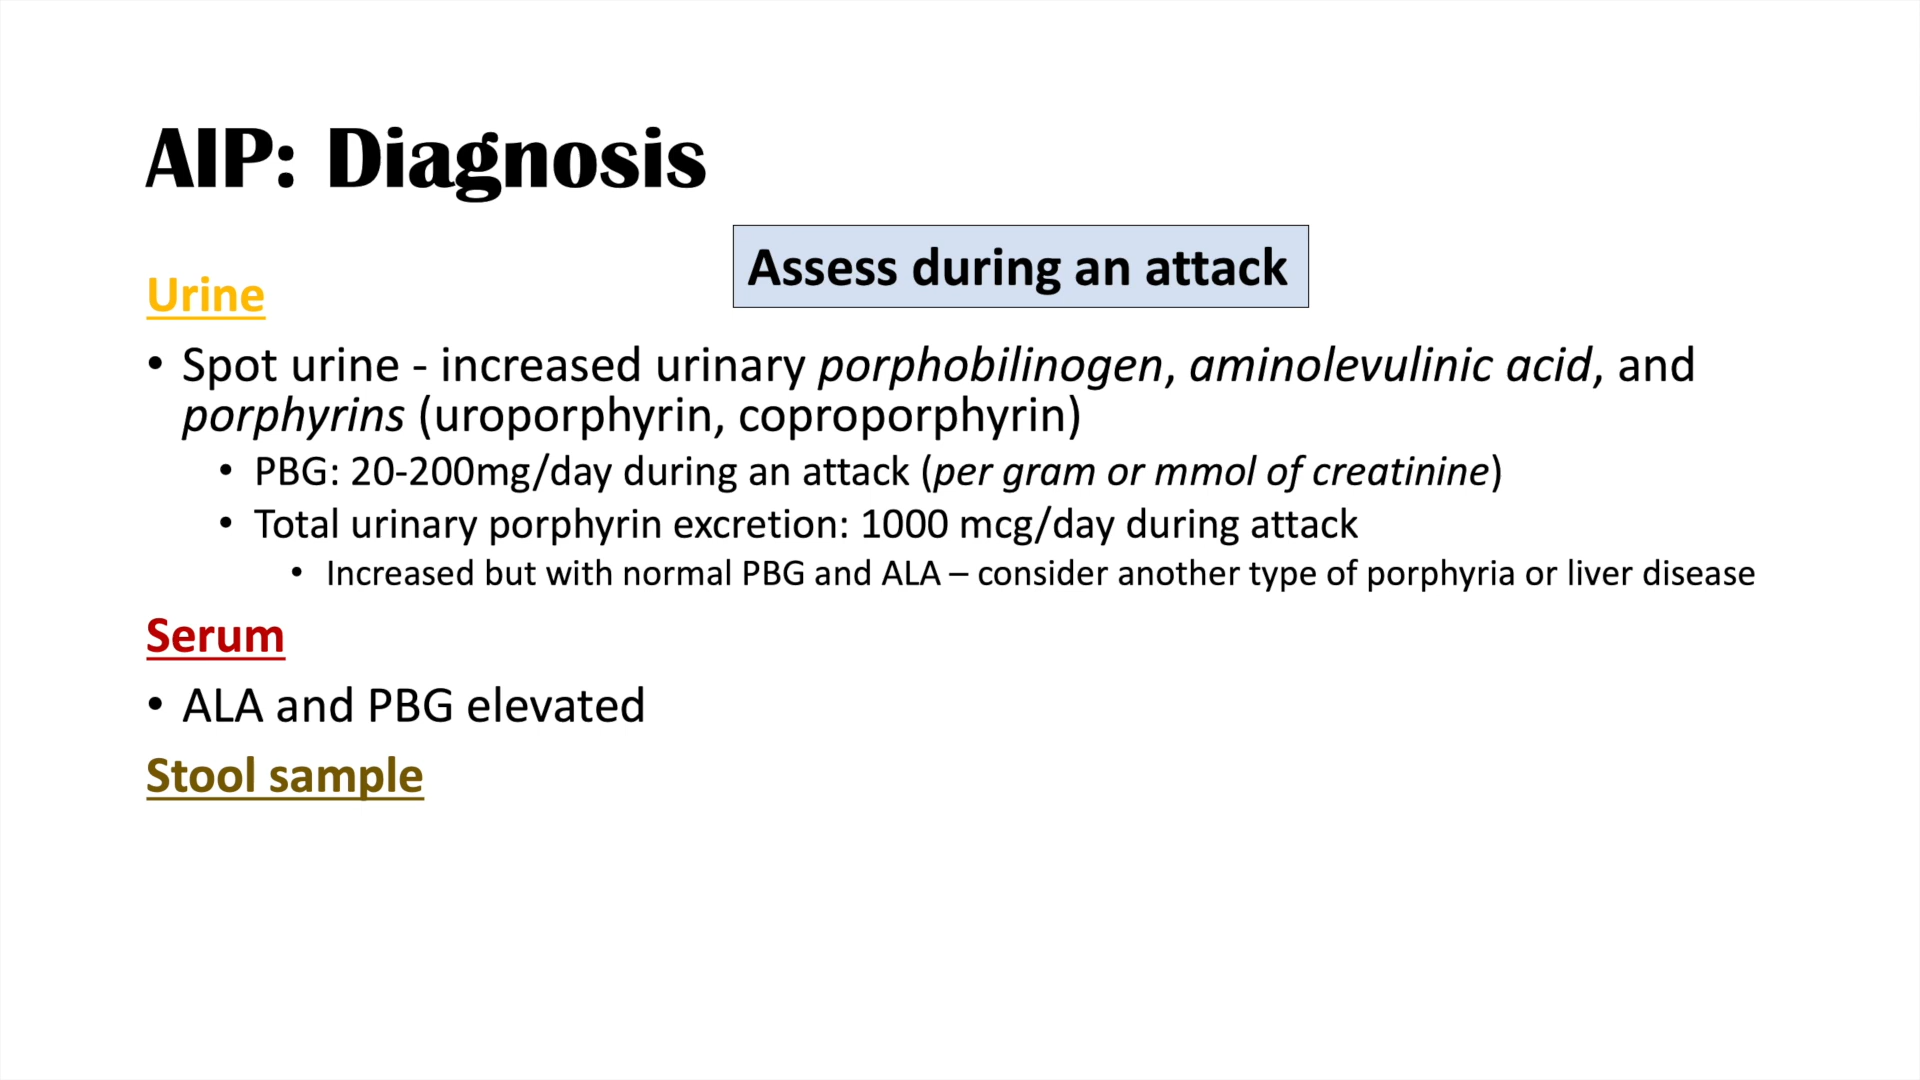 AIP: Diagnosis
Assess during an attack
Urine
• Spot urine - increased urinary porphobilinogen, aminolevulinic acid, and
porphyrins (uroporphyrin, coproporphyrin)
• PBG: 20-200mg/day during an attack (per gram or mmol of creatinine)
• Total urinary porphyrin excretion: 1000 mcg/day during attack
• Increased but with normal PBG and ALA – consider another type of porphyria or liver disease
Serum
• ALA and PBG elevated
Stool sample